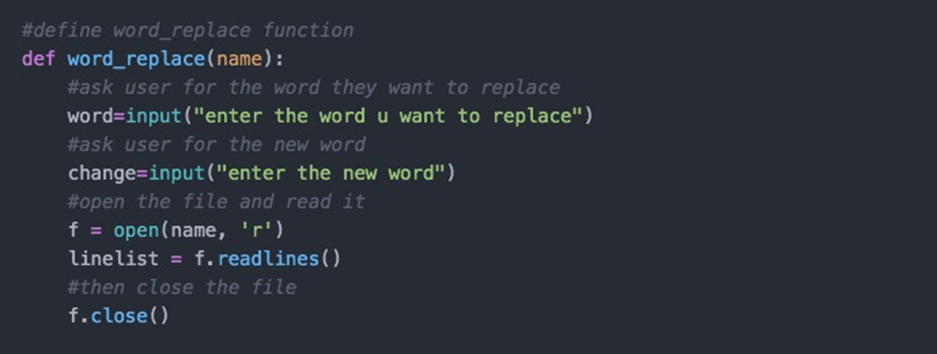 #define word_replace function
def word_replace(name):
    #ask user for the word they want to replace
    word=input("enter the word u want to replace")
    #ask user for the new word
    change=input("enter the new word")
    #open the file and read it
    f = open(name, 'r')
    linelist = f.readlines()
    #then close the file
    f.close()